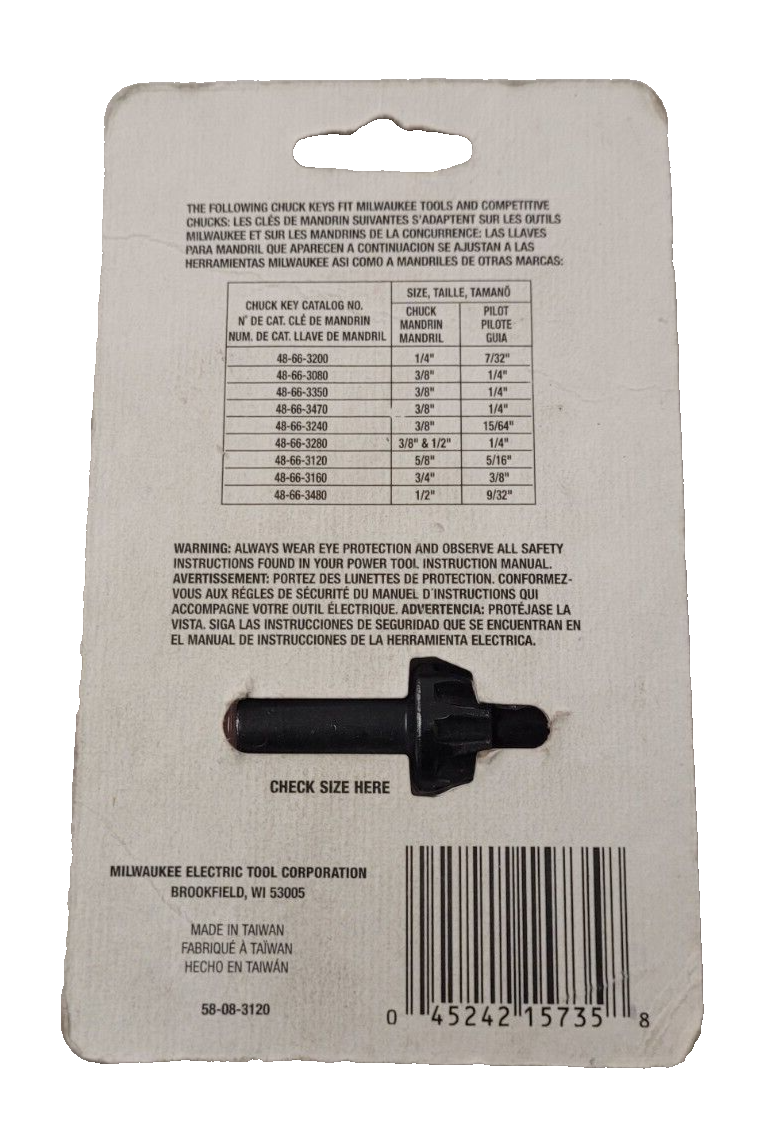 THE FOLLOWING CHUCK KEYS FIT MILWAUKEE TOOLS AND COMPETITIVE
CHUCKS: LES CLÉS DE MANDRIN SUIVANTES S'ADAPTENT SUR LES OUTILS
MILWAUKEE ET SUR LES MANDRINS DE LA CONCURRENCE: LAS LLAVES
PARA MANDRIL QUE APARECEN A CONTINUACION SE AJUSTAN A LAS
HERRAMIENTAS MILWAUKEE ASI COMO A MANDRILES DE OTRAS MARCAS:
CHUCK KEY CATALOG NO.
N° DE CAT. CLÉ DE MANDRIN
NUM. DE CAT. LLAVE DE MANDRIL
SIZE, TAILLE, TAMANÕ
CHUCK
MANDRIN
MANDRIL
PILOT
PILOTE
GUIA
48-66-3200 1/4" 7/32"
48-66-3080 3/8" 1/4"
48-66-3350 3/8" 1/4"
48-66-3470 3/8" 1/4"
48-66-3240 3/8" 15/64"
48-66-3280 3/8" & 1/2" 1/4"
48-66-3120 5/8" 5/16"
48-66-3160 3/4" 3/8"
48-66-3480 1/2" 9/32"
WARNING: ALWAYS WEAR EYE PROTECTION AND OBSERVE ALL SAFETY
INSTRUCTIONS FOUND IN YOUR POWER TOOL INSTRUCTION MANUAL.
AVERTISSEMENT: PORTEZ DES LUNETTES DE PROTECTION. CONFORMEZ-
VOUS AUX RÉGLES DE SÉCURITÉ DU MANUEL D'INSTRUCTIONS QUI
ACCOMPAGNE VOTRE OUTIL ÉLECTRIQUE. ADVERTENCIA: PROTÉJASE LA
VISTA. SIGA LAS INSTRUCCIONES DE SEGURIDAD QUE SE ENCUENTRAN EN
EL MANUAL DE INSTRUCCIONES DE LA HERRAMIENTA ELECTRICA.
CHECK SIZE HERE
MILWAUKEE ELECTRIC TOOL CORPORATION
BROOKFIELD, WI 53005
MADE IN TAIWAN
FABRIQUÉ À TAÏWAN
HECHO EN TAIWÁN
58-08-3120
0 45242 15735 8